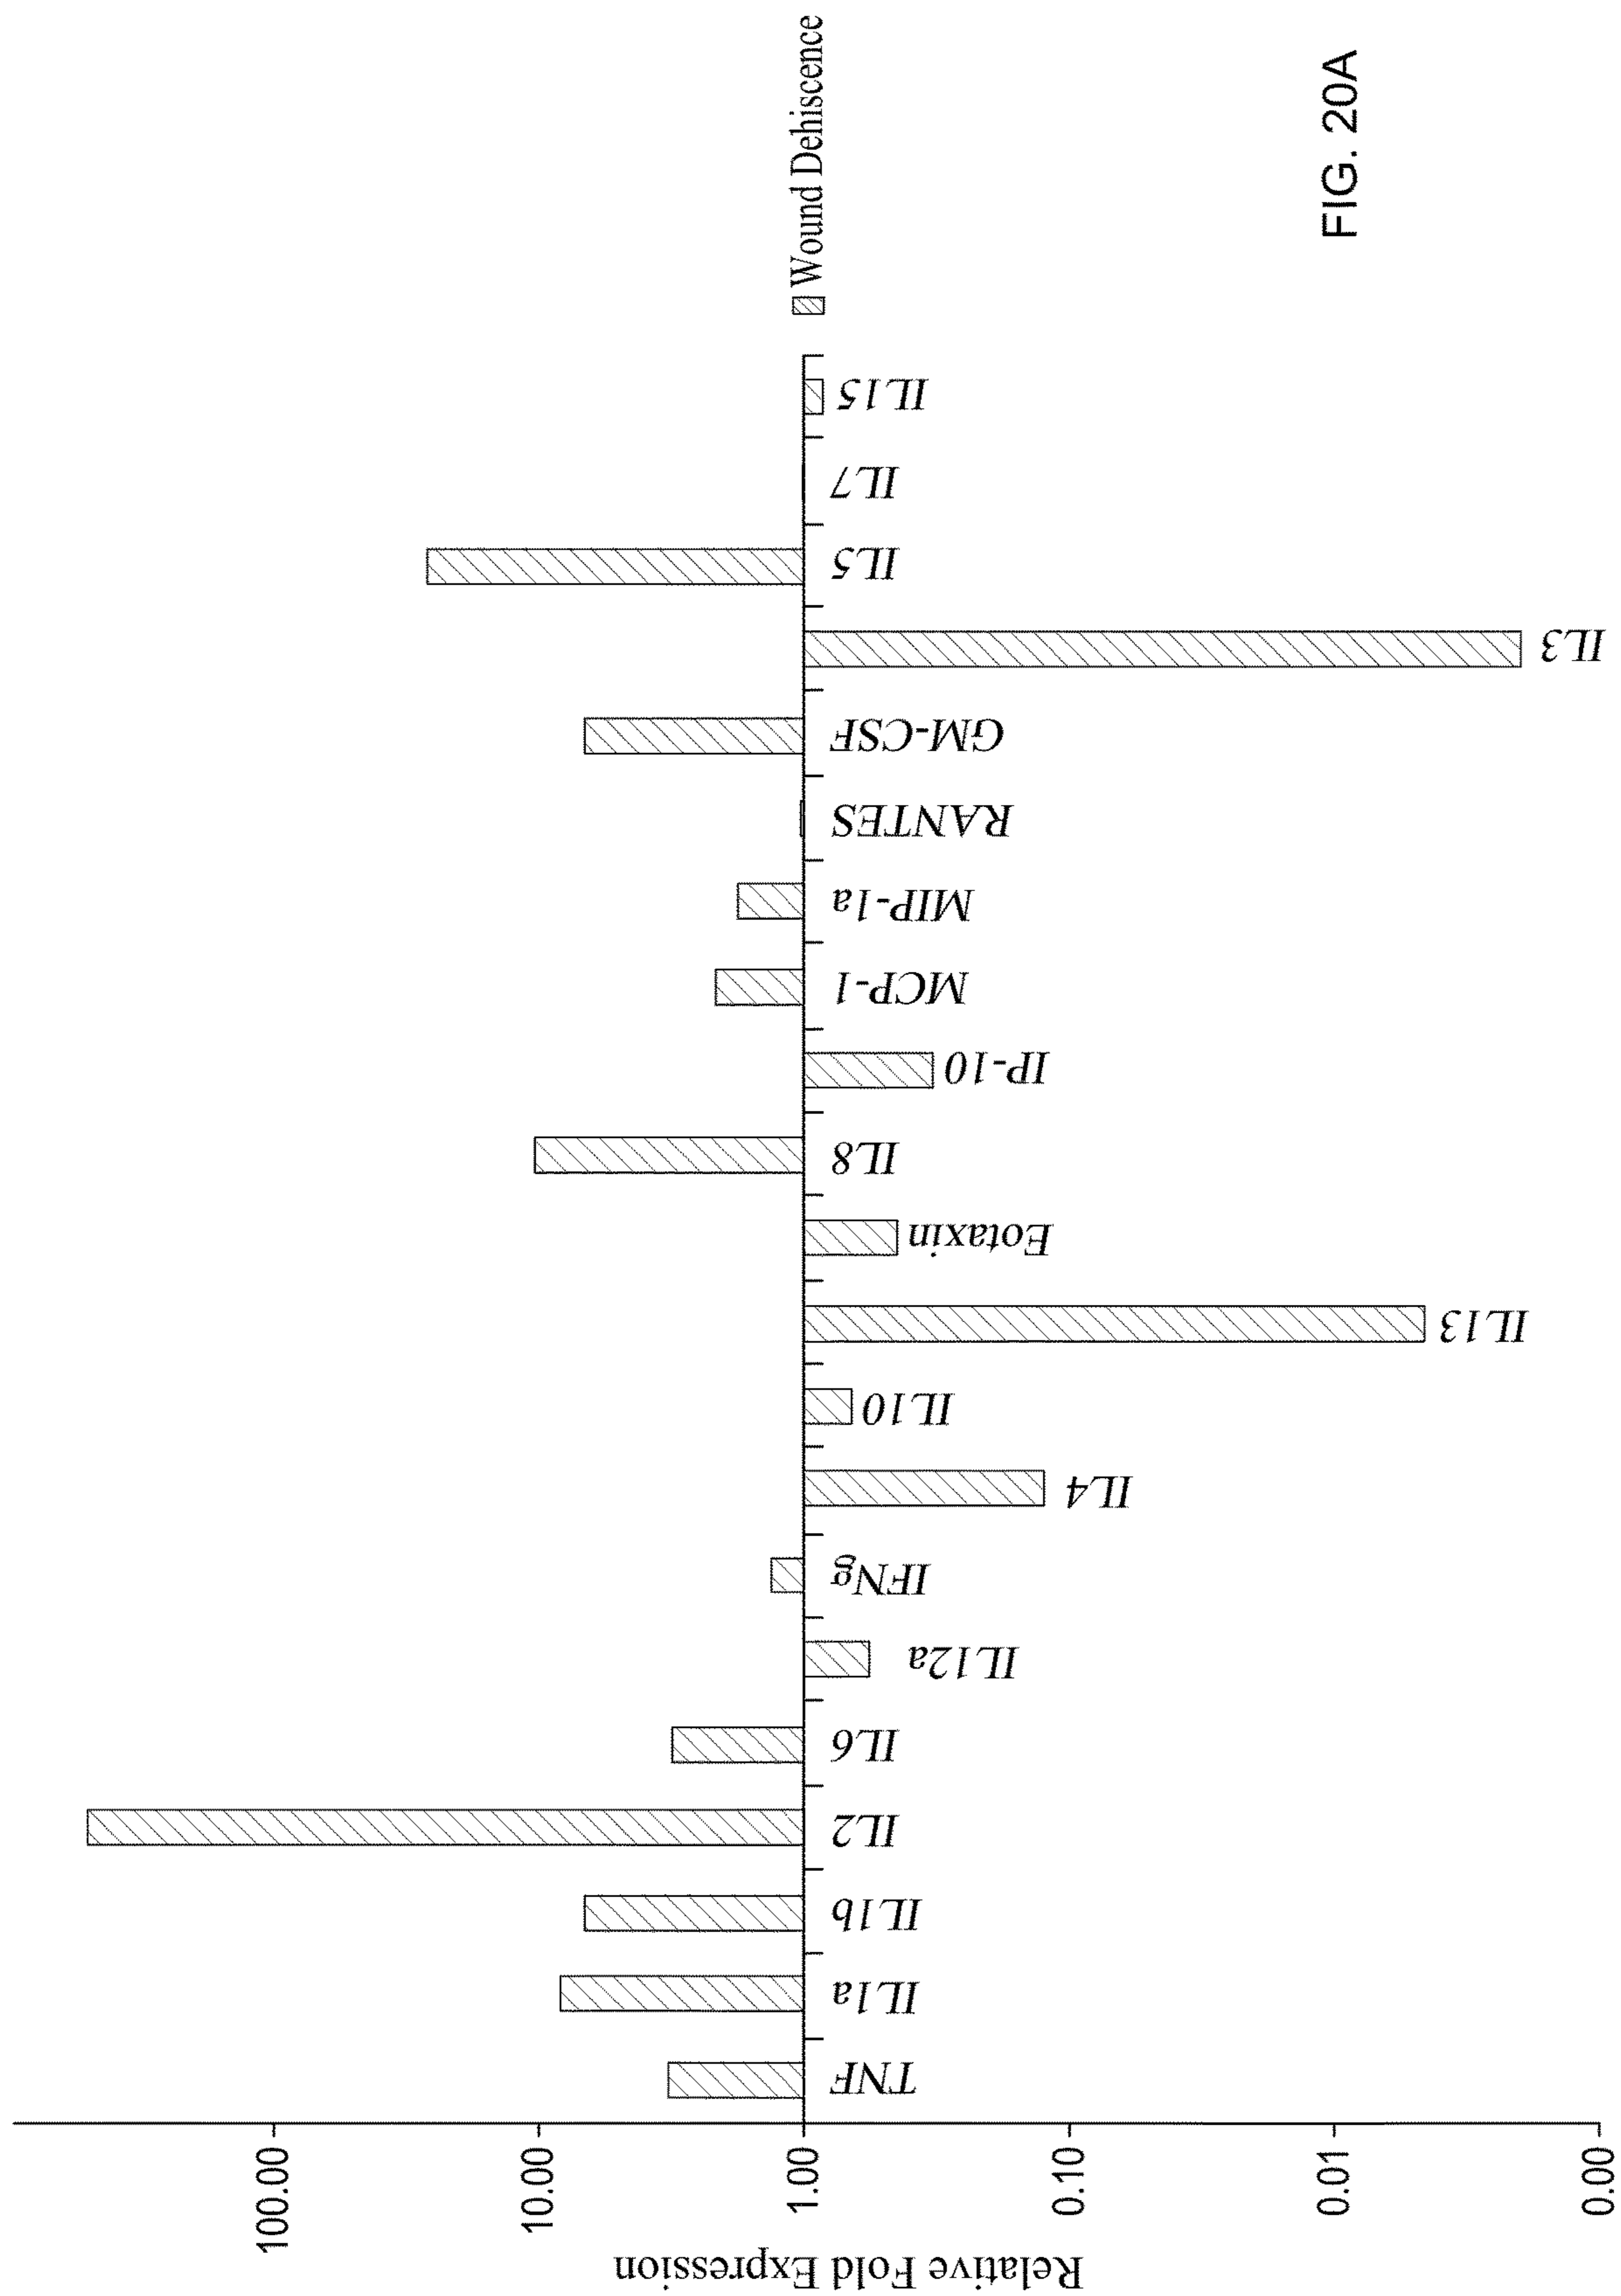 Relative Fold Expression
100.00
10.00
1.00
0.10
0.01
0.00
TNF
IL1a
IL1b
IL2
IL6
IL12a
IFNg
IL4
IL10
IL13
Eotaxin
IL8
IP-10
MCP-1
MIP-1a
RANTES
GM-CSF
IL3
IL5
IL7
IL15
Wound Dehiscence
FIG. 20A